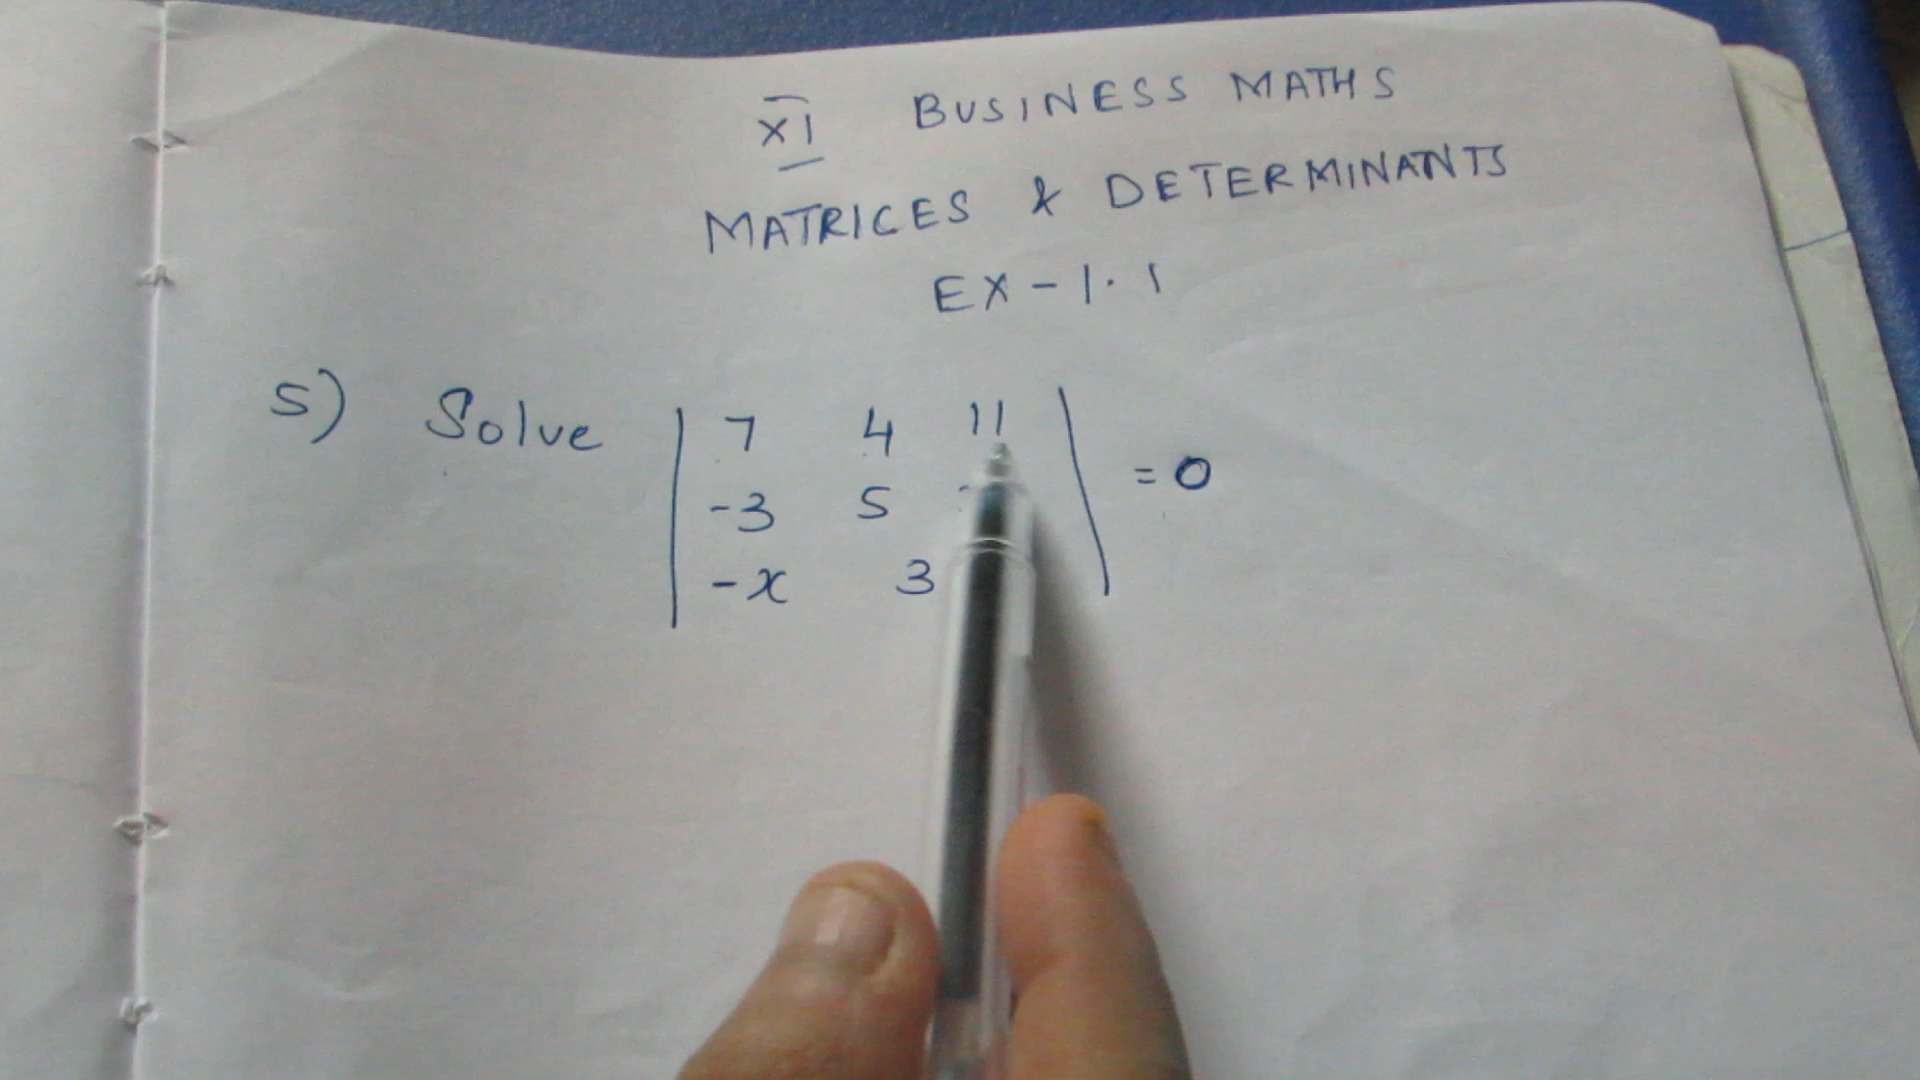 XI BUSINESS MATHS
MATRICES & DETERMINANTS
EX-1.1
5) Solve | 7 4 11 |
-3 5 = 0
-x 3